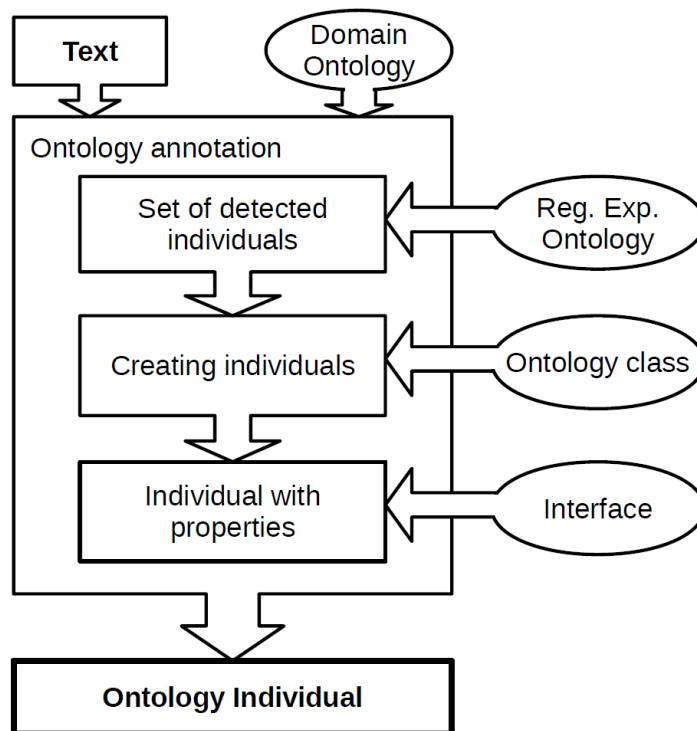 Text
Domain
Ontology
Ontology annotation
Set of detected
individuals
Reg. Exp.
Ontology
Creating individuals
Ontology class
Individual with
properties
Interface
Ontology Individual